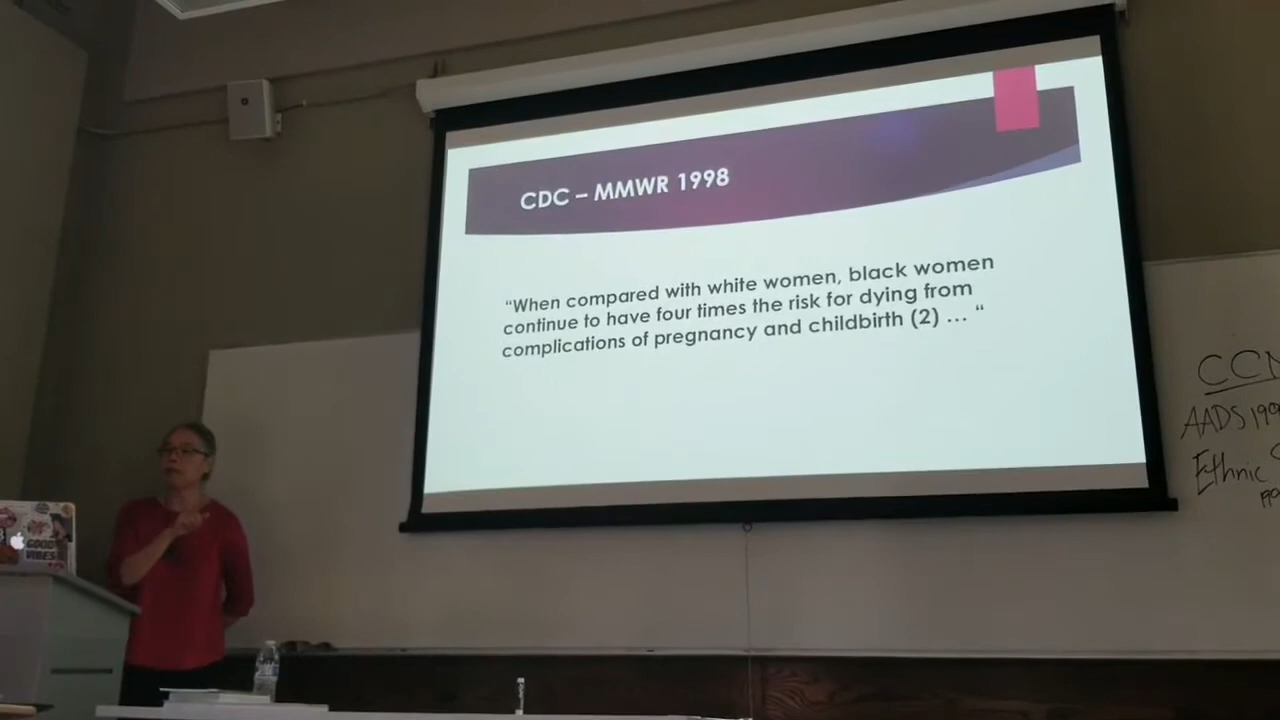 CDC – MMWR 1998
“When compared with white women, black women
continue to have four times the risk for dying from
complications of pregnancy and childbirth (2) … “
AADS
Ethnic
GOOD
VIBES